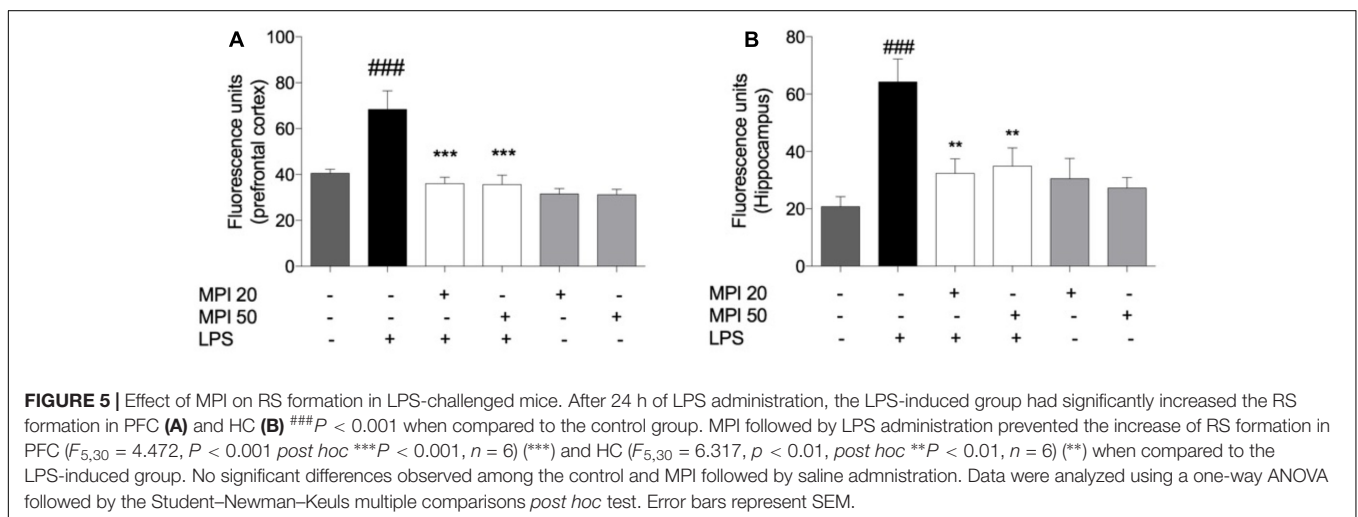 A
Fluorescence units
(prefrontal cortex)
100
80
60
40
20
0
###
***
***
MPI 20 - - + - + -
MPI 50 - - - + - +
LPS - + + + - -
B
Fluorescence units
(Hippocampus)
80
60
40
20
0
###
**
**
MPI 20 - - + - + -
MPI 50 - - - + - +
LPS - + + + - -
FIGURE 5 | Effect of MPI on RS formation in LPS-challenged mice. After 24 h of LPS administration, the LPS-induced group had significantly increased the RS
formation in PFC (A) and HC (B) ###P < 0.001 when compared to the control group. MPI followed by LPS administration prevented the increase of RS formation in
PFC (F5,30 = 4.472, P < 0.001 post hoc ***P < 0.001, n = 6) (***) and HC (F5,30 = 6.317, p < 0.01, post hoc **P < 0.01, n = 6) (**) when compared to the
LPS-induced group. No significant differences observed among the control and MPI followed by saline admnistration. Data were analyzed using a one-way ANOVA
followed by the Student–Newman–Keuls multiple comparisons post hoc test. Error bars represent SEM.